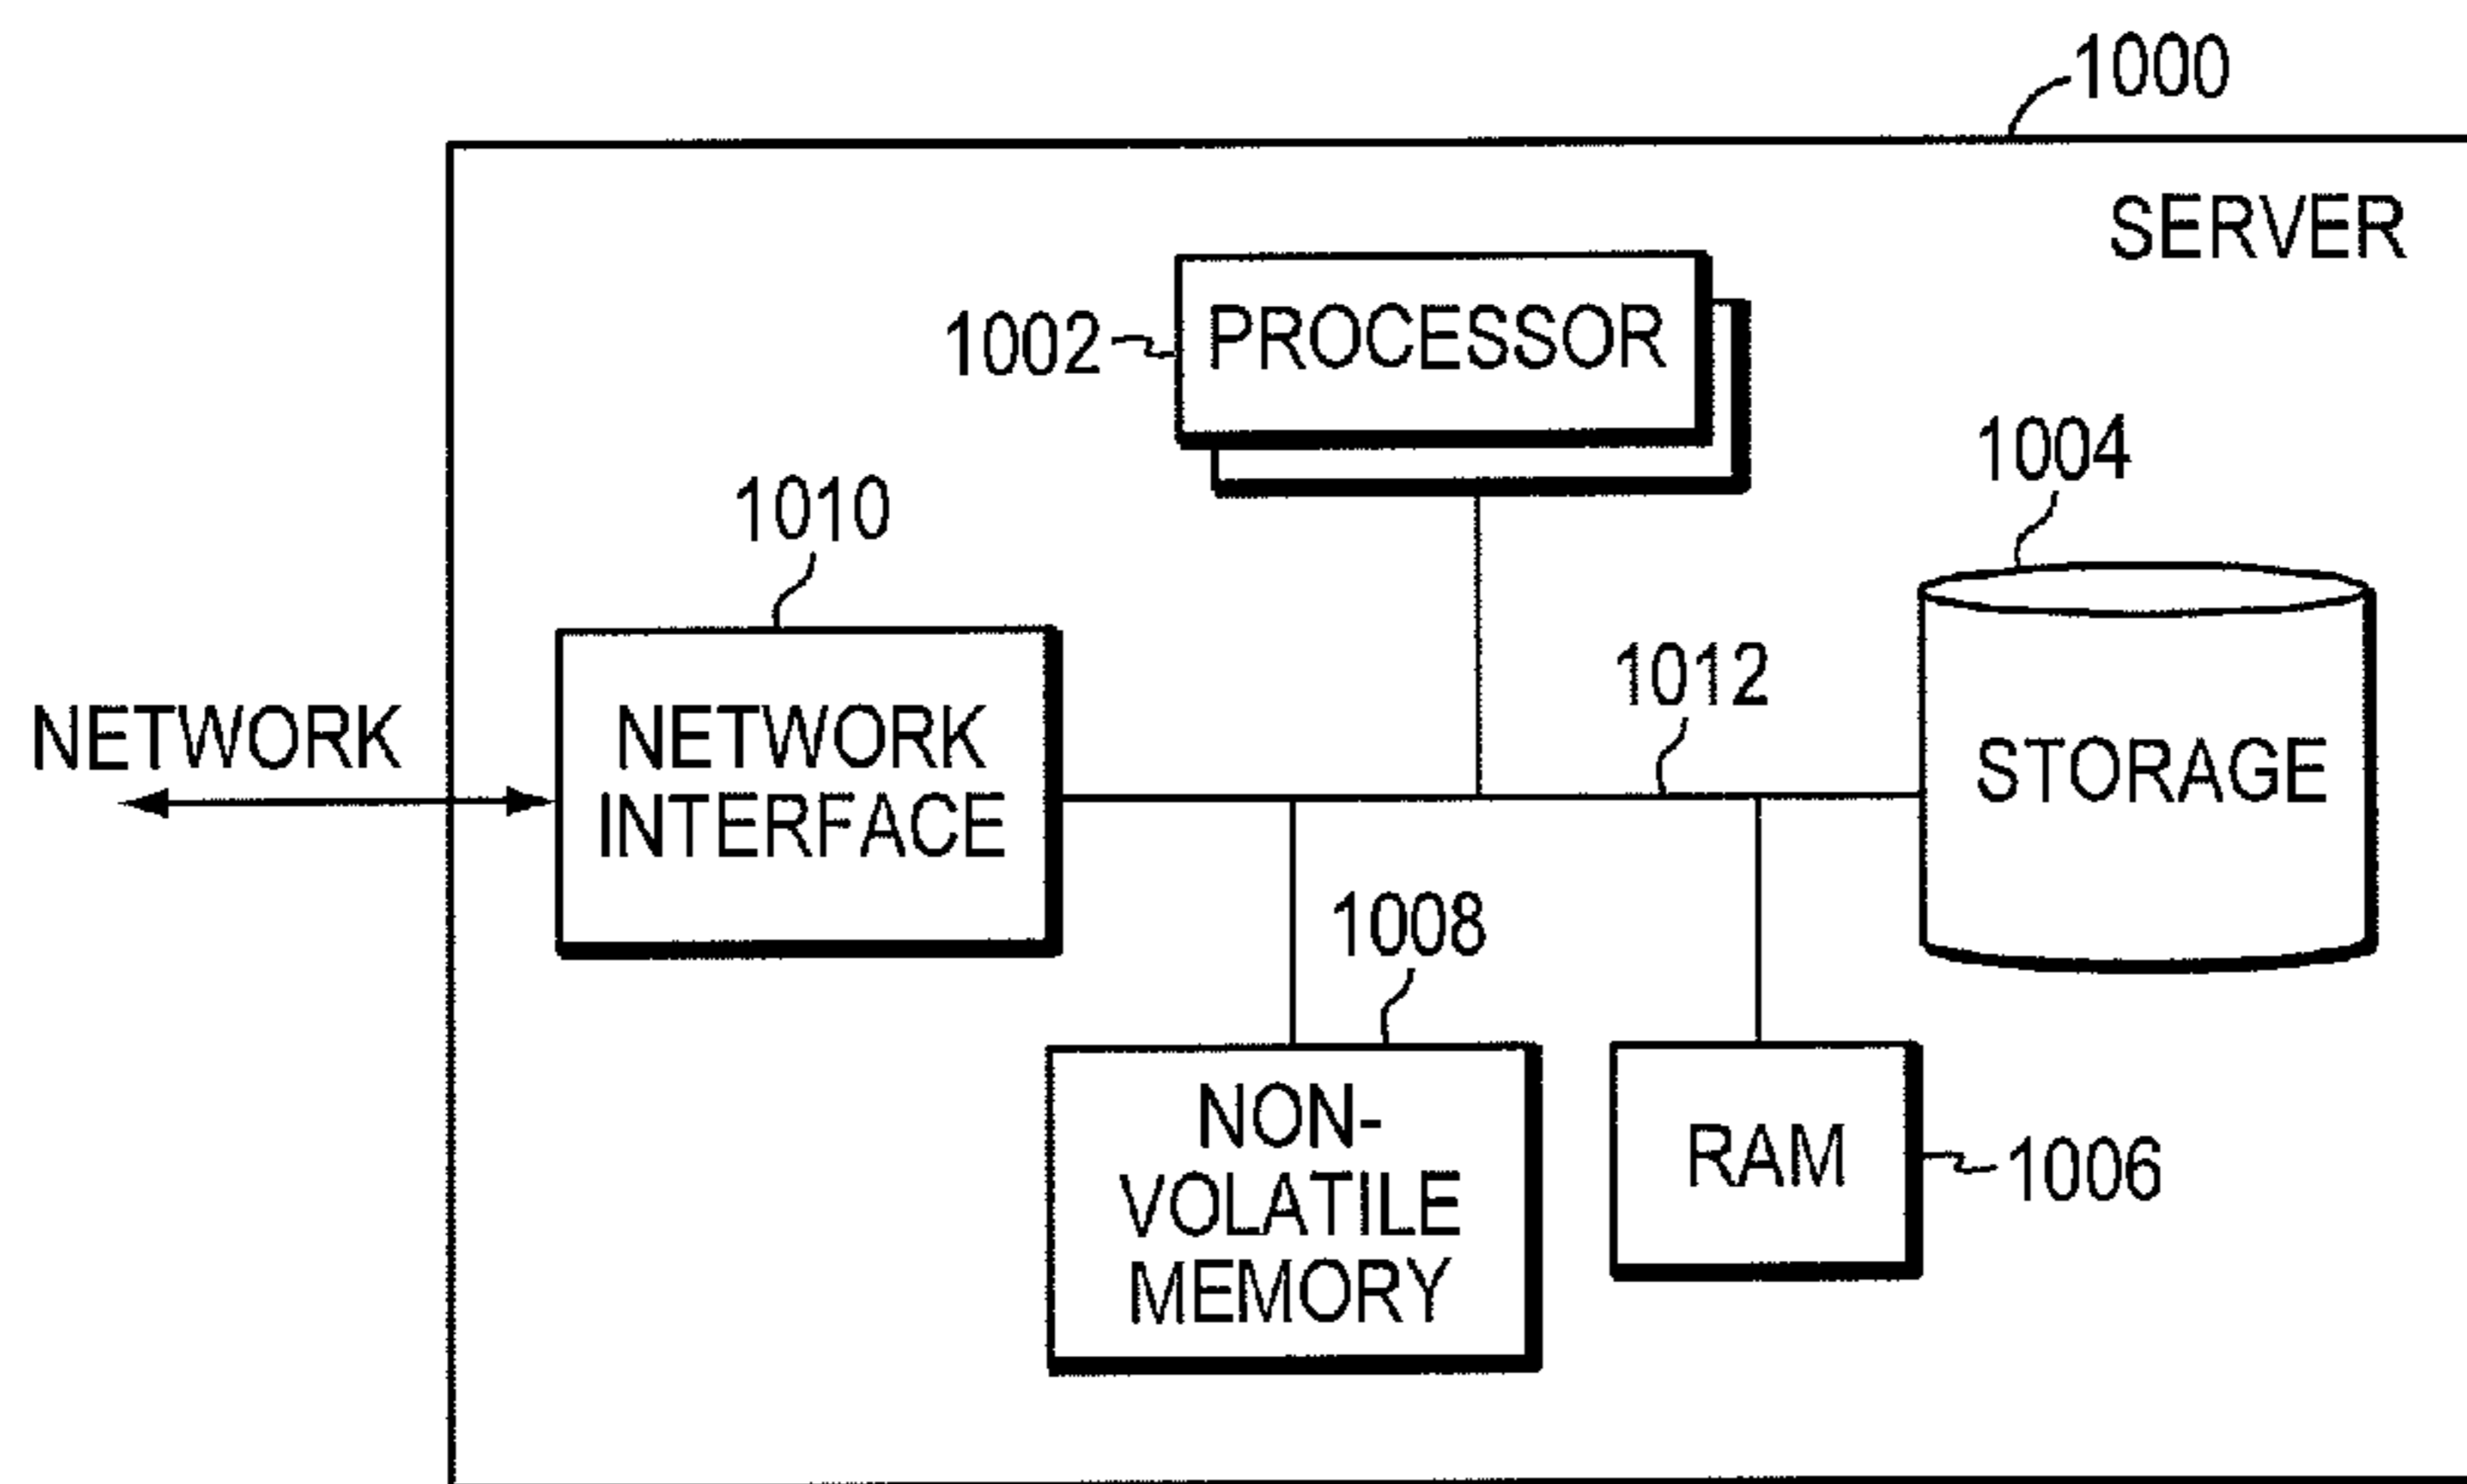 1000
SERVER
1002
PROCESSOR
1004
1010
1012
NETWORK
NETWORK
INTERFACE
STORAGE
1008
NON-
VOLATILE
MEMORY
RAM
1006